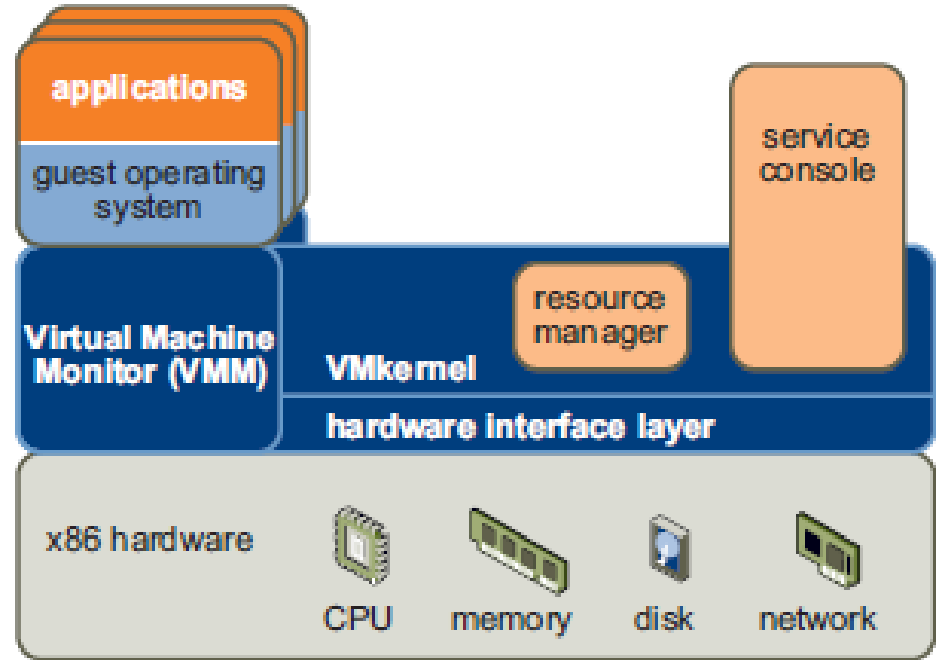 applications
guest operating
system
service
console
Virtual Machine
Monitor (VMM)
resource
manager
VMkernel
hardware interface layer
x86 hardware
CPU
memory
disk
network